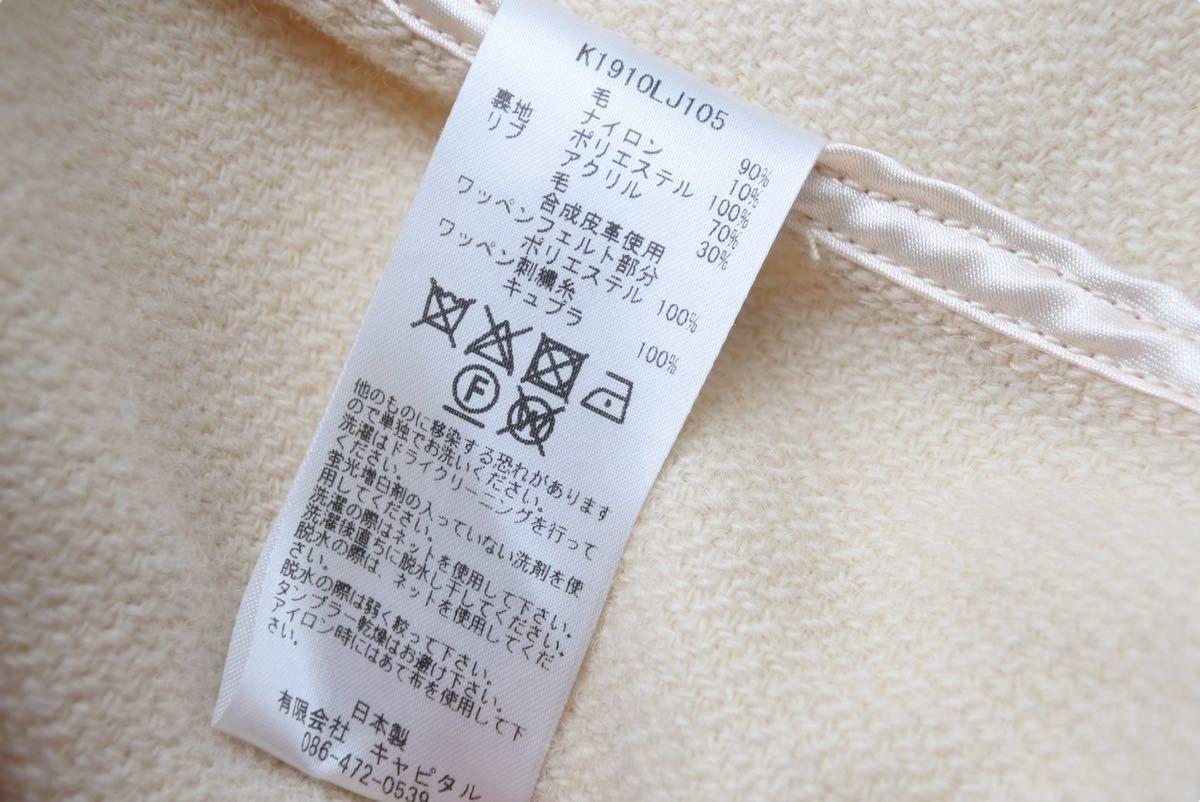 K1910LJ105
毛 90%
ナイロン 10%
裏地 ポリエステル 100%
リブ アクリル 70%
毛 30%
合成皮革使用
ワッペンフェルト部分
ポリエステル 100%
ワッペン刺繍糸
キュプラ 100%
F W
他のものに移染する恐れがあります
ので単独でお洗いください。
洗濯はドライクリーニングを行って
ください。
蛍光増白剤の入っていない洗剤を使
用してください。
洗濯の際はネットを使用して下さい。
洗濯後直ちに脱水し干してください。
脱水の際は、ネットを使用してくだ
さい。
脱水の際は弱く絞って下さい。
タンブラー乾燥はお避け下さい。
アイロン時にはあて布を使用して下
さい。
日本製
有限会社 キャピタル
086-472-0539